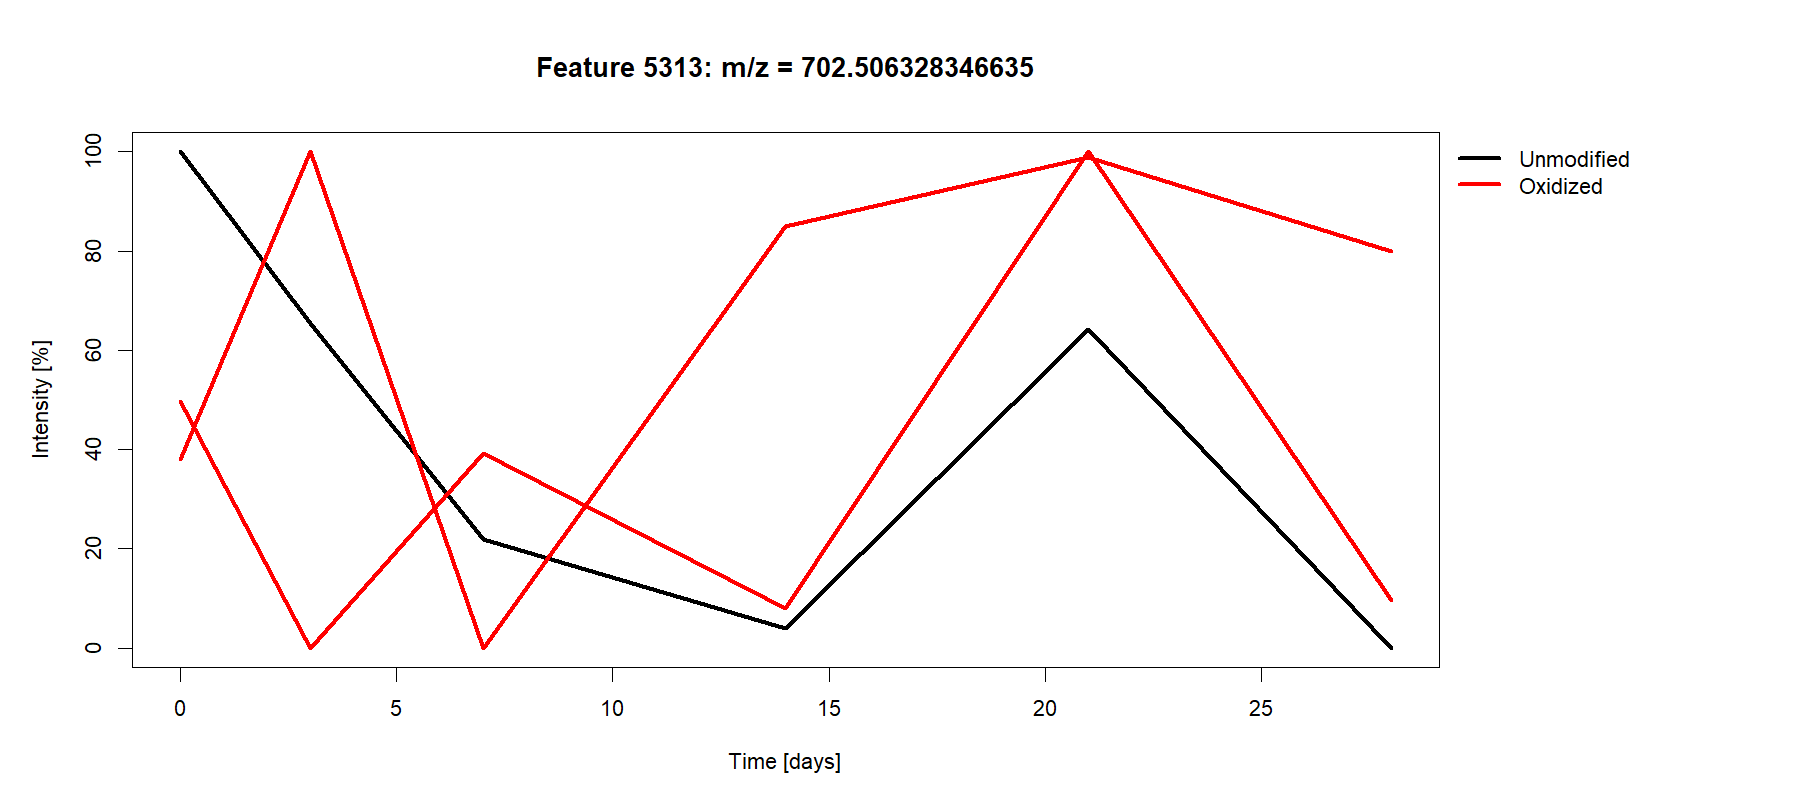 Feature 5313: m/z = 702.506328346635
Unmodified
Oxidized
Intensity [%]
100
80
60
40
20
0
0 5 10 15 20 25
Time [days]